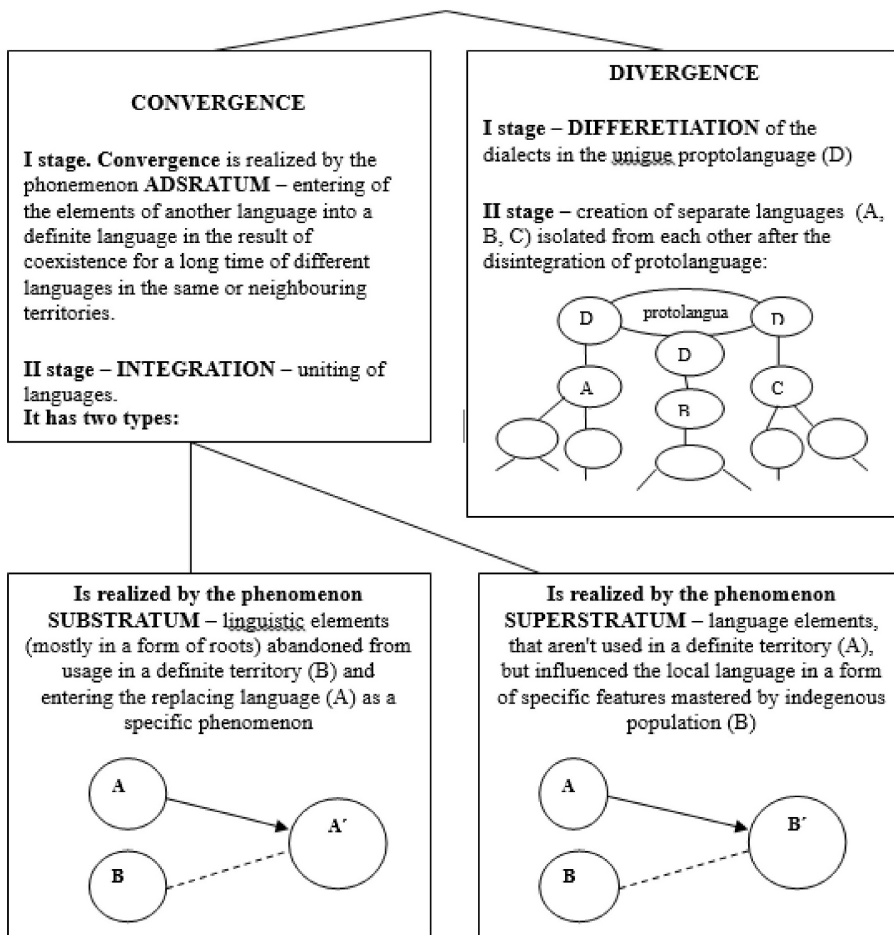 CONVERGENCE
I stage. Convergence is realized by the
phonemenon ADSRATUM – entering of
the elements of another language into a
definite language in the result of
coexistence for a long time of different
languages in the same or neighbouring
territories.
II stage – INTEGRATION – uniting of
languages.
It has two types:
DIVERGENCE
I stage – DIFFERETIATION of the
dialects in the unigue proptolanguage (D)
II stage – creation of separate languages (A,
B, C) isolated from each other after the
disintegration of protolanguage:
D protolangua D
D
A C
B
Is realized by the phenomenon
SUBSTRATUM – linguistic elements
(mostly in a form of roots) abandoned from
usage in a definite territory (B) and
entering the replacing language (A) as a
specific phenomenon
A
A´
B
Is realized by the phenomenon
SUPERSTRATUM – language elements,
that aren't used in a definite territory (A),
but influenced the local language in a form
of specific features mastered by indegenous
population (B)
A
B´
B